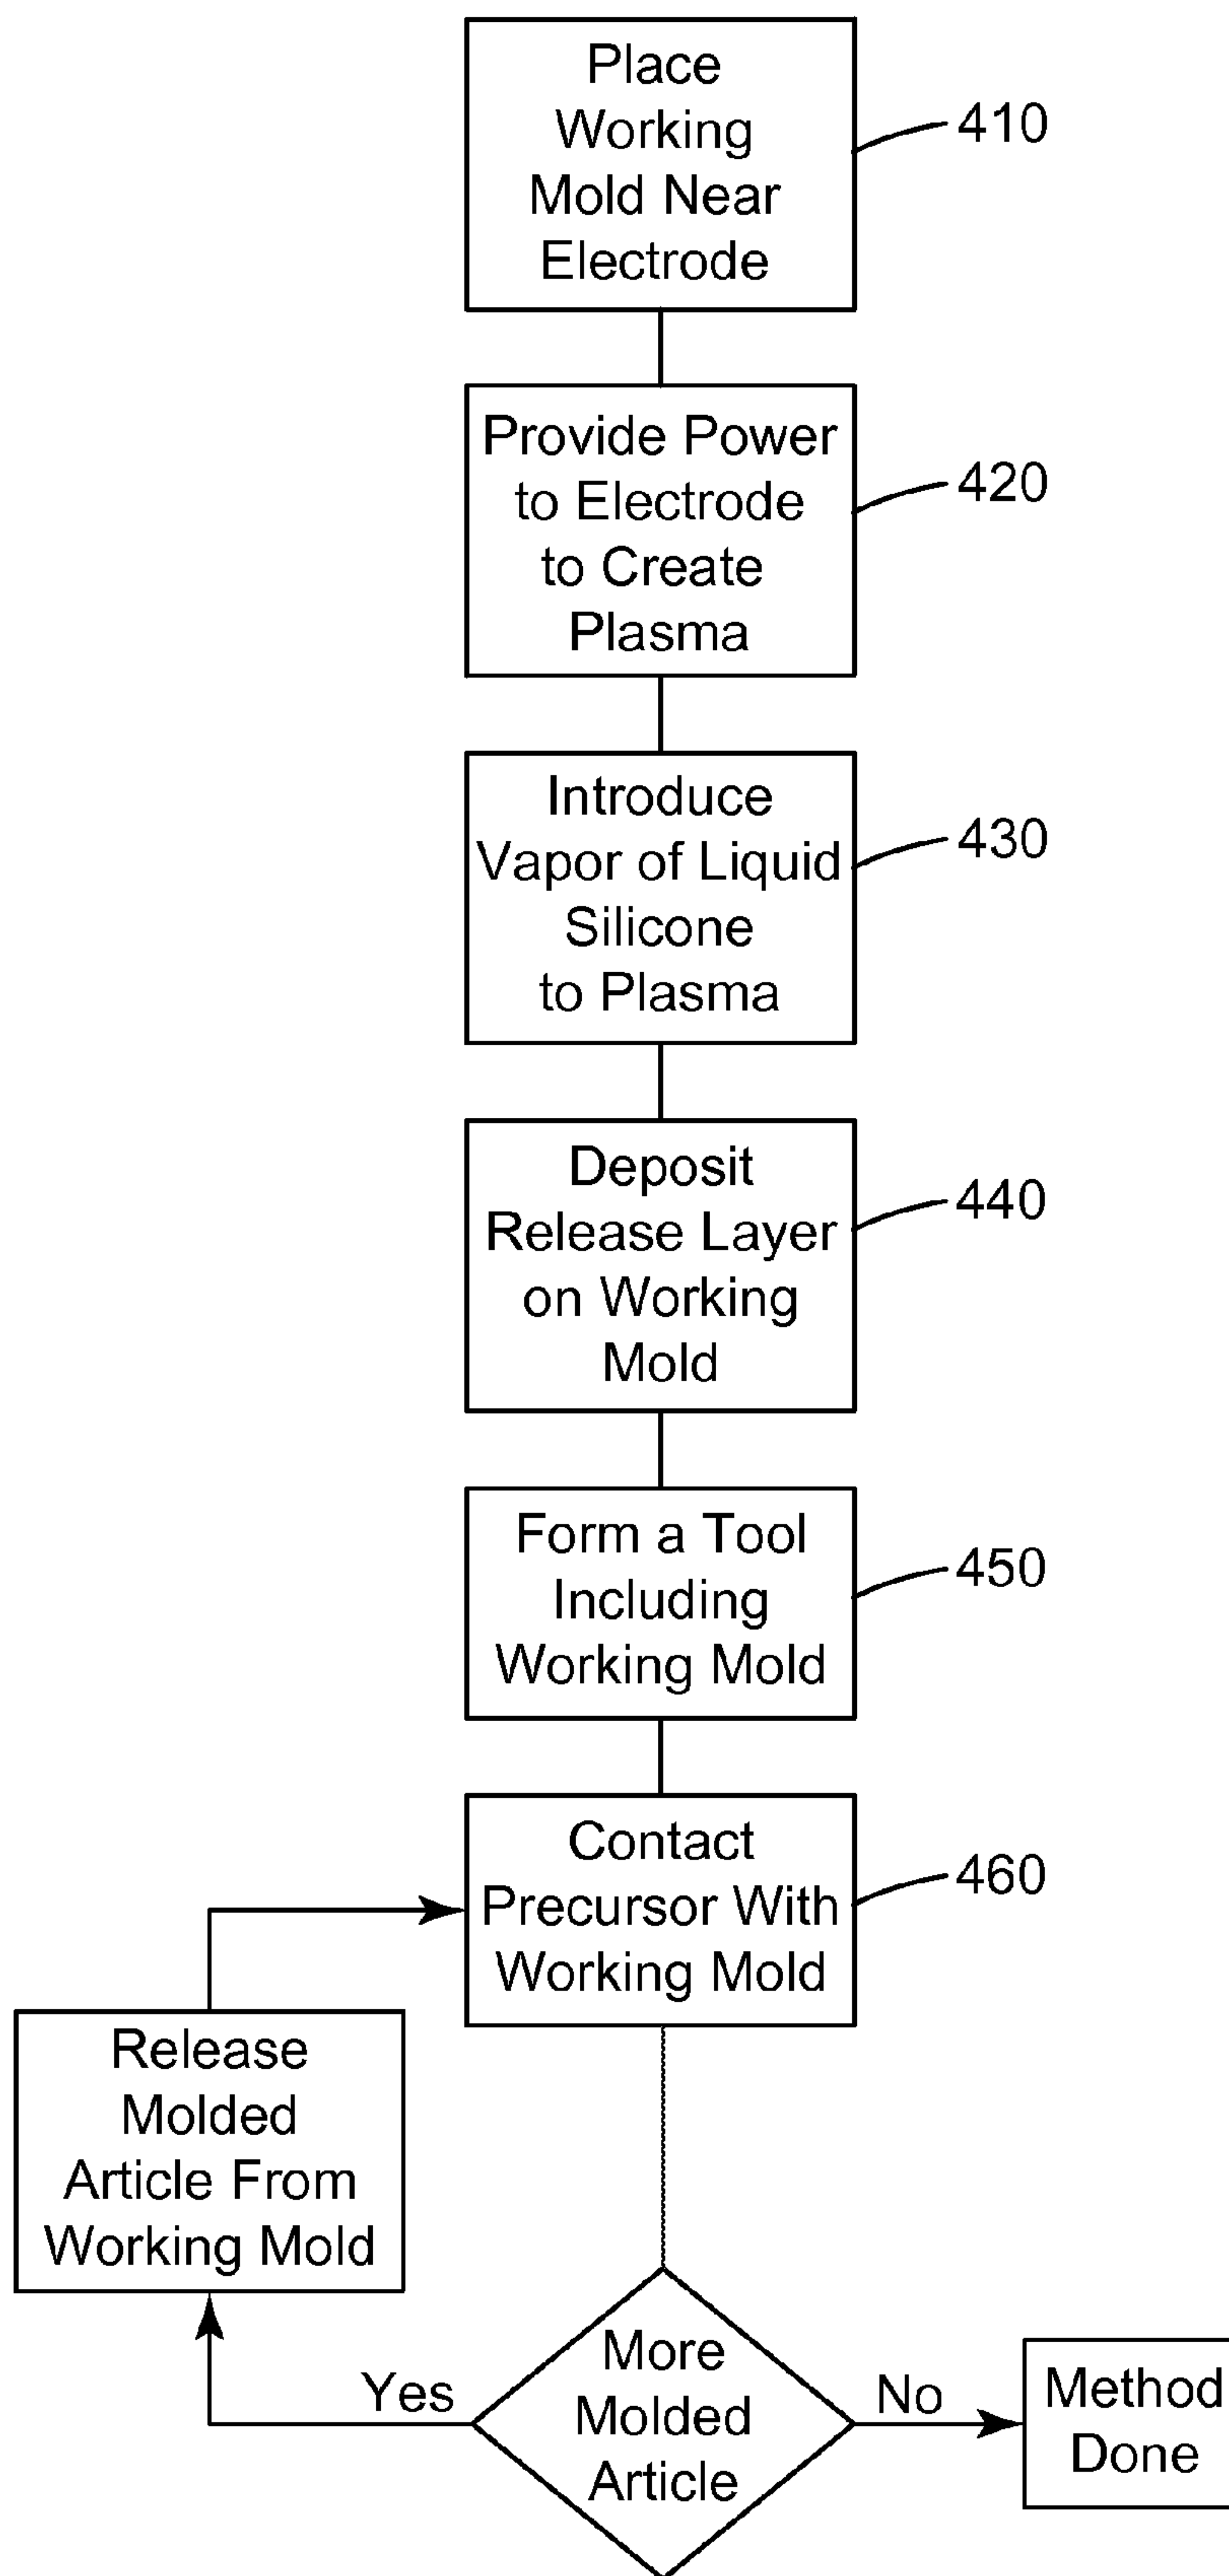 Place
Working
Mold Near
Electrode
410
Provide Power
to Electrode
to Create
Plasma
420
Introduce
Vapor of Liquid
Silicone
to Plasma
430
Deposit
Release Layer
on Working
Mold
440
Form a Tool
Including
Working Mold
450
Contact
Precursor With
Working Mold
460
Release
Molded
Article From
Working Mold
More
Molded
Article
Yes
No
Method
Done